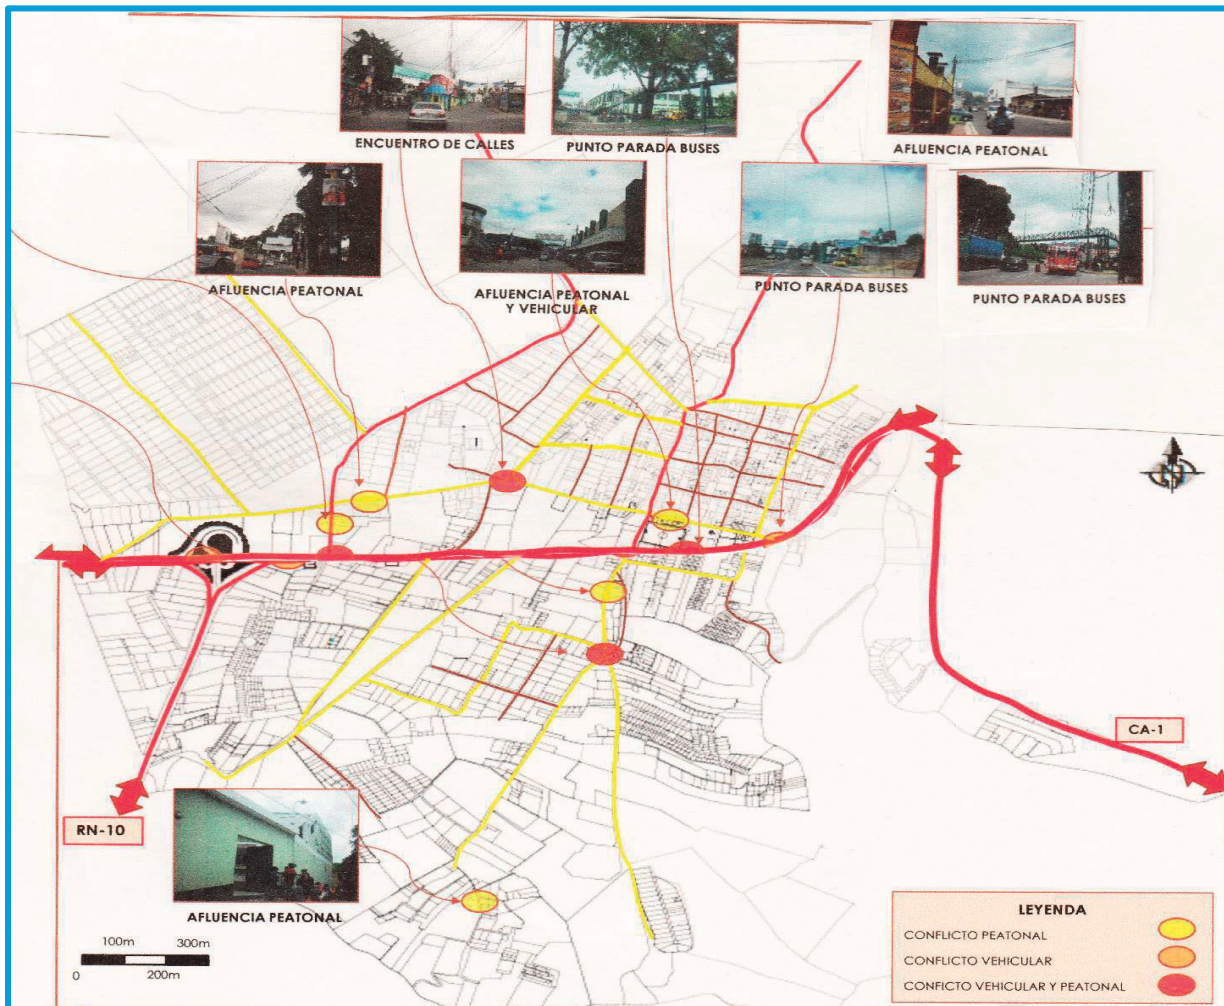 ENCUENTRO DE CALLES
PUNTO PARADA BUSES
AFLUENCIA PEATONAL
AFLUENCIA PEATONAL
AFLUENCIA PEATONAL
Y VEHICULAR
PUNTO PARADA BUSES
PUNTO PARADA BUSES
N
CA-1
RN-10
AFLUENCIA PEATONAL
100m 300m
0 200m
LEYENDA
CONFLICTO PEATONAL
CONFLICTO VEHICULAR
CONFICTO VEHICULAR Y PEATONAL